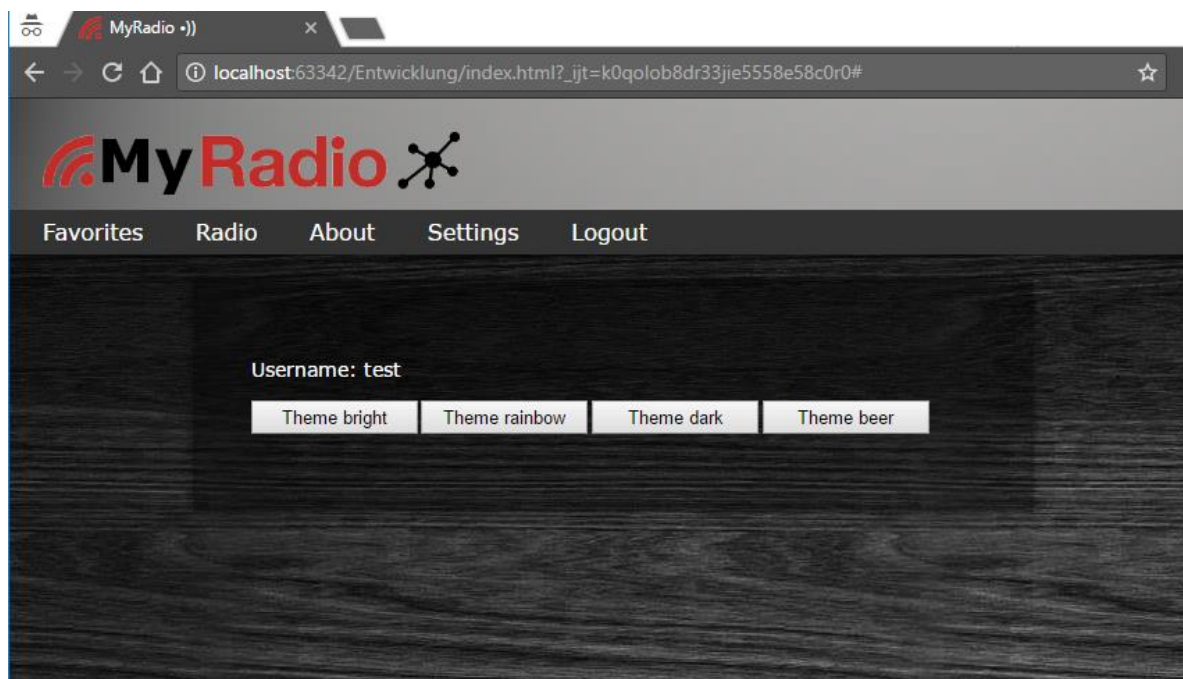 MyRadio •))
localhost:63342/Entwicklung/index.html?_ijt=k0qolob8dr33jie5558e58c0r0#
MyRadio
Favorites Radio About Settings Logout
Username: test
Theme bright Theme rainbow Theme dark Theme beer